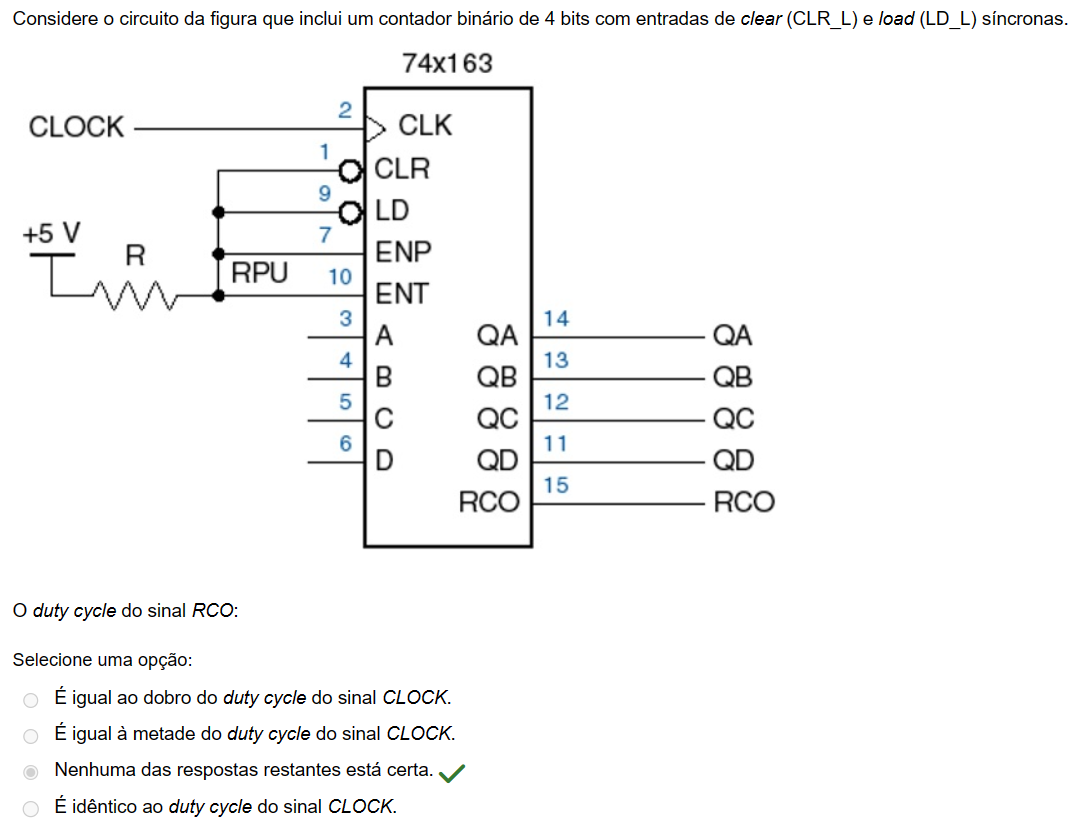 Considere o circuito da figura que inclui um contador binário de 4 bits com entradas de clear (CLR_L) e load (LD_L) síncronas.
74x163
CLOCK
2
CLK
1
CLR
9
LD
+5 V
7
R
ENP
RPU
10
ENT
3
A
QA
14
QA
4
B
QB
13
QB
5
C
QC
12
QC
6
D
QD
11
QD
RCO
15
RCO
O duty cycle do sinal RCO:
Selecione uma opção:
É igual ao dobro do duty cycle do sinal CLOCK.
É igual à metade do duty cycle do sinal CLOCK.
Nenhuma das respostas restantes está certa.
É idêntico ao duty cycle do sinal CLOCK.